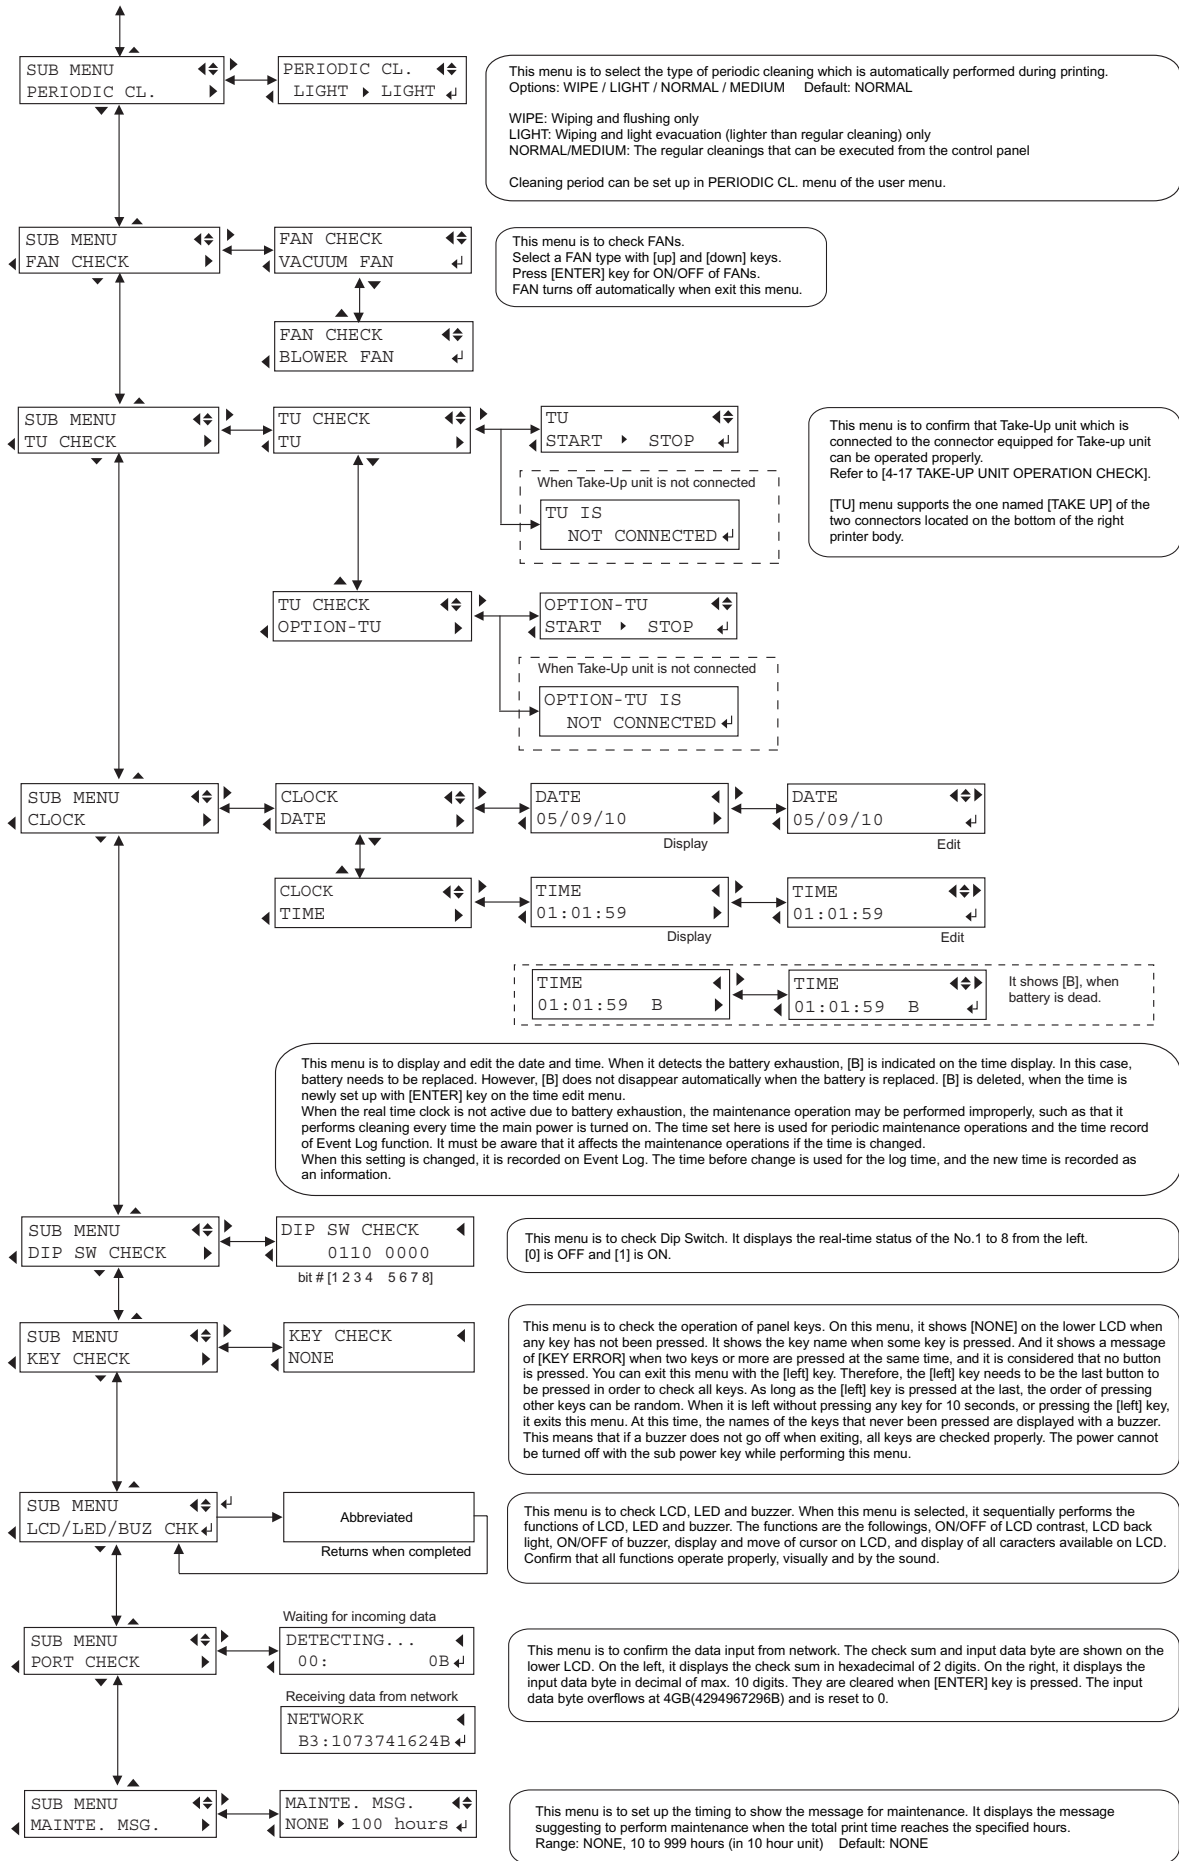 SUB MENU
PERIODIC CL.
PERIODIC CL.
LIGHT LIGHT
This menu is to select the type of periodic cleaning which is automatically performed during printing.
Options: WIPE / LIGHT / NORMAL / MEDIUM Default: NORMAL
WIPE: Wiping and flushing only
LIGHT: Wiping and light evacuation (lighter than regular cleaning) only
NORMAL/MEDIUM: The regular cleanings that can be executed from the control panel
Cleaning period can be set up in PERIODIC CL. menu of the user menu.
SUB MENU
FAN CHECK
FAN CHECK
VACUUM FAN
This menu is to check FANs.
Select a FAN type with [up] and [down] keys.
Press [ENTER] key for ON/OFF of FANs.
FAN turns off automatically when exit this menu.
FAN CHECK
BLOWER FAN
SUB MENU
TU CHECK
TU CHECK
TU
TU
START STOP
When Take-Up unit is not connected
TU IS
NOT CONNECTED
This menu is to confirm that Take-Up unit which is
connected to the connector equipped for Take-up unit
can be operated properly.
Refer to [4-17 TAKE-UP UNIT OPERATION CHECK].
[TU] menu supports the one named [TAKE UP] of the
two connectors located on the bottom of the right
printer body.
TU CHECK
OPTION-TU
OPTION-TU
START STOP
When Take-Up unit is not connected
OPTION-TU IS
NOT CONNECTED
SUB MENU
CLOCK
CLOCK
DATE
DATE
05/09/10
Display
DATE
05/09/10
Edit
CLOCK
TIME
TIME
01:01:59
Display
TIME
01:01:59
Edit
TIME
01:01:59 B
TIME
01:01:59 B
It shows [B], when
battery is dead.
This menu is to display and edit the date and time. When it detects the battery exhaustion, [B] is indicated on the time display. In this case,
battery needs to be replaced. However, [B] does not disappear automatically when the battery is replaced. [B] is deleted, when the time is
newly set up with [ENTER] key on the time edit menu.
When the real time clock is not active due to battery exhaustion, the maintenance operation may be performed improperly, such as that it
performs cleaning every time the main power is turned on. The time set here is used for periodic maintenance operations and the time record
of Event Log function. It must be aware that it affects the maintenance operations if the time is changed.
When this setting is changed, it is recorded on Event Log. The time before change is used for the log time, and the new time is recorded as
an information.
SUB MENU
DIP SW CHECK
DIP SW CHECK
0110 0000
bit # [1 2 3 4 5 6 7 8]
This menu is to check Dip Switch. It displays the real-time status of the No.1 to 8 from the left.
[0] is OFF and [1] is ON.
SUB MENU
KEY CHECK
KEY CHECK
NONE
This menu is to check the operation of panel keys. On this menu, it shows [NONE] on the lower LCD when
any key has not been pressed. It shows the key name when some key is pressed. And it shows a message
of [KEY ERROR] when two keys or more are pressed at the same time, and it is considered that no button
is pressed. You can exit this menu with the [left] key. Therefore, the [left] key needs to be the last button to
be pressed in order to check all keys. As long as the [left] key is pressed at the last, the order of pressing
other keys can be random. When it is left without pressing any key for 10 seconds, or pressing the [left] key,
it exits this menu. At this time, the names of the keys that never been pressed are displayed with a buzzer.
This means that if a buzzer does not go off when exiting, all keys are checked properly. The power cannot
be turned off with the sub power key while performing this menu.
SUB MENU
LCD/LED/BUZ CHK
Abbreviated
Returns when completed
This menu is to check LCD, LED and buzzer. When this menu is selected, it sequentially performs the
functions of LCD, LED and buzzer. The functions are the followings, ON/OFF of LCD contrast, LCD back
light, ON/OFF of buzzer, display and move of cursor on LCD, and display of all caracters available on LCD.
Confirm that all functions operate properly, visually and by the sound.
SUB MENU
PORT CHECK
Waiting for incoming data
DETECTING...
00: 0B
Receiving data from network
NETWORK
B3:1073741624B
This menu is to confirm the data input from network. The check sum and input data byte are shown on the
lower LCD. On the left, it displays the check sum in hexadecimal of 2 digits. On the right, it displays the
input data byte in decimal of max. 10 digits. They are cleared when [ENTER] key is pressed. The input
data byte overflows at 4GB(4294967296B) and is reset to 0.
SUB MENU
MAINTE. MSG.
MAINTE. MSG.
NONE 100 hours
This menu is to set up the timing to show the message for maintenance. It displays the message
suggesting to perform maintenance when the total print time reaches the specified hours.
Range: NONE, 10 to 999 hours (in 10 hour unit) Default: NONE